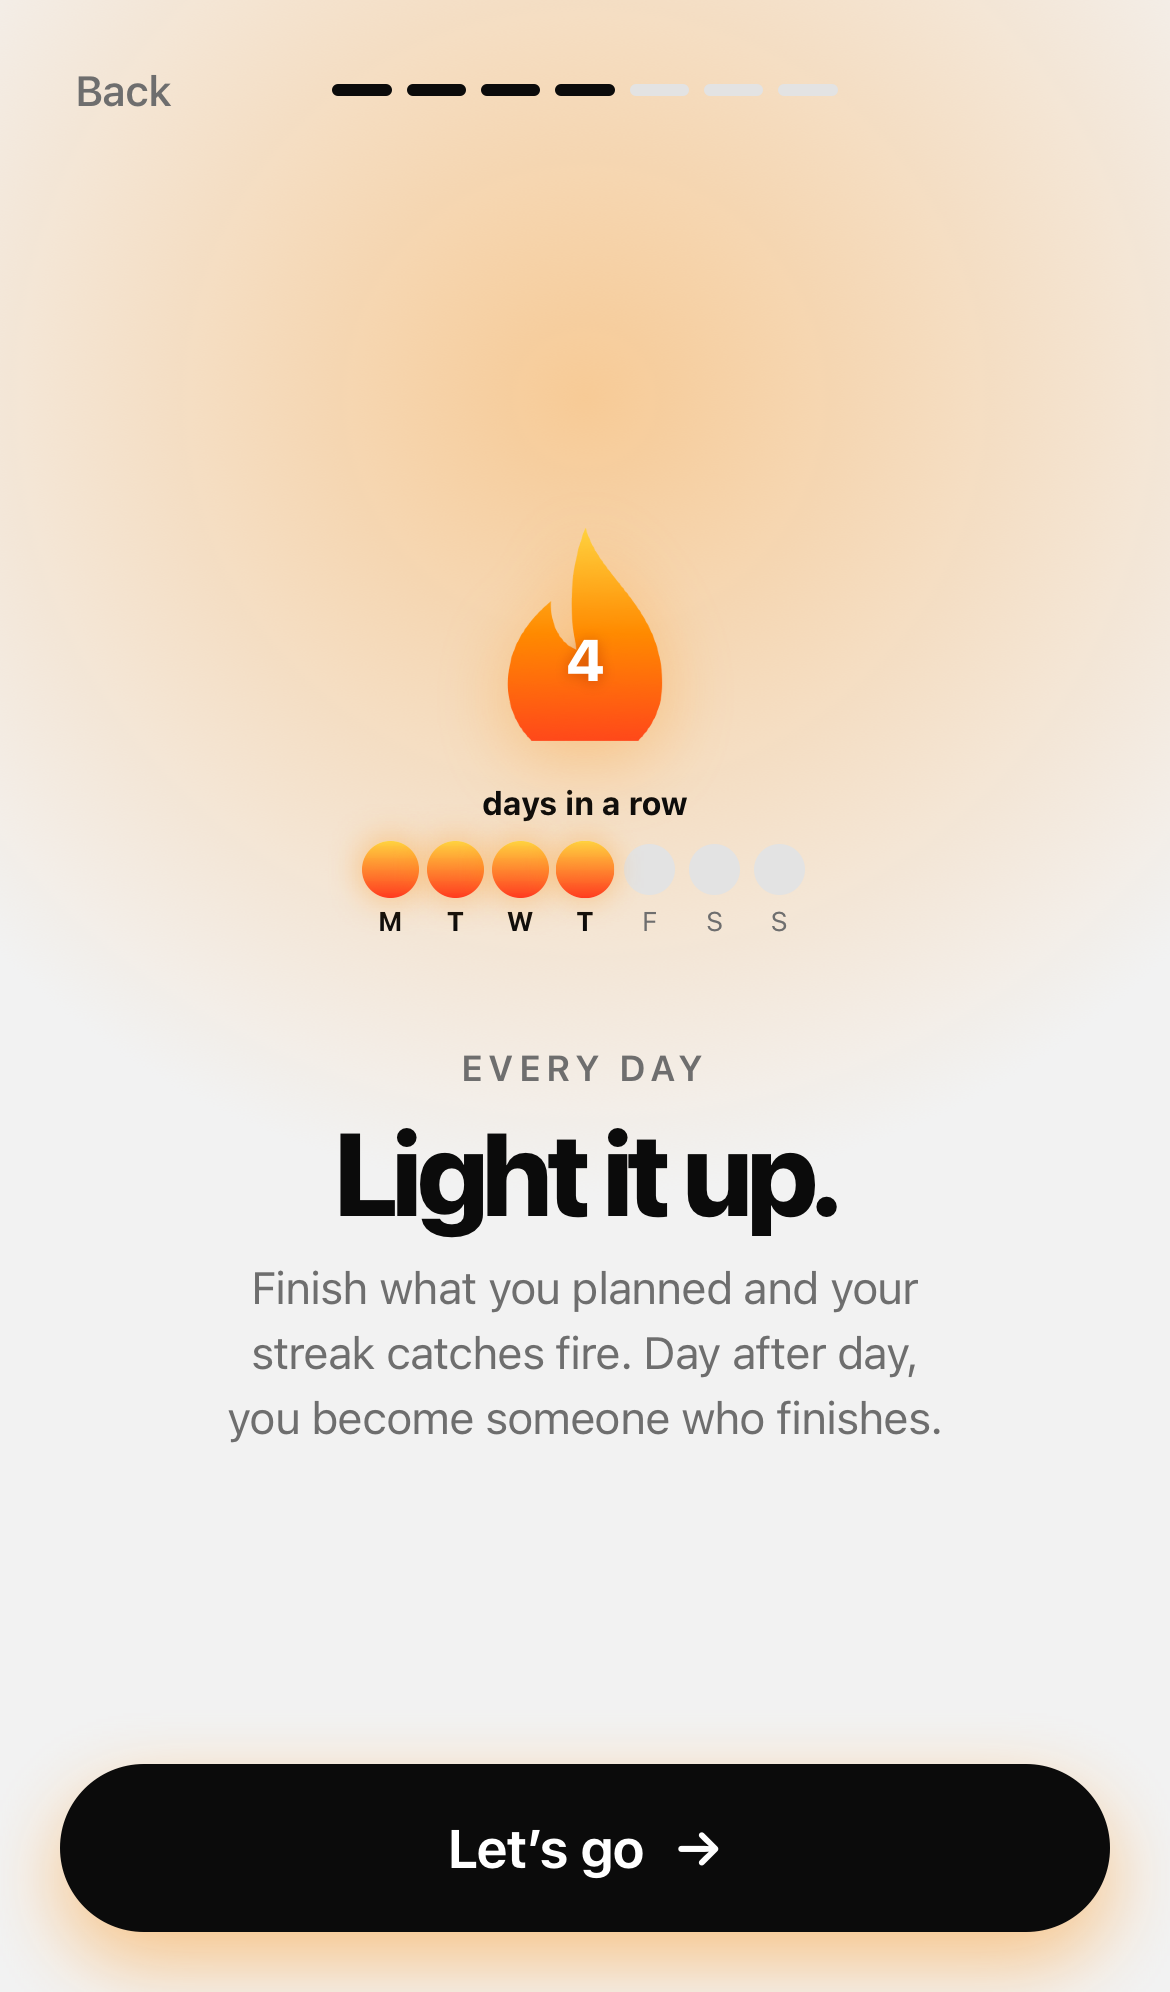 Back
4
days in a row
M T W T F S S
EVERY DAY
Light it up.
Finish what you planned and your
streak catches fire. Day after day,
you become someone who finishes.
Let’s go →